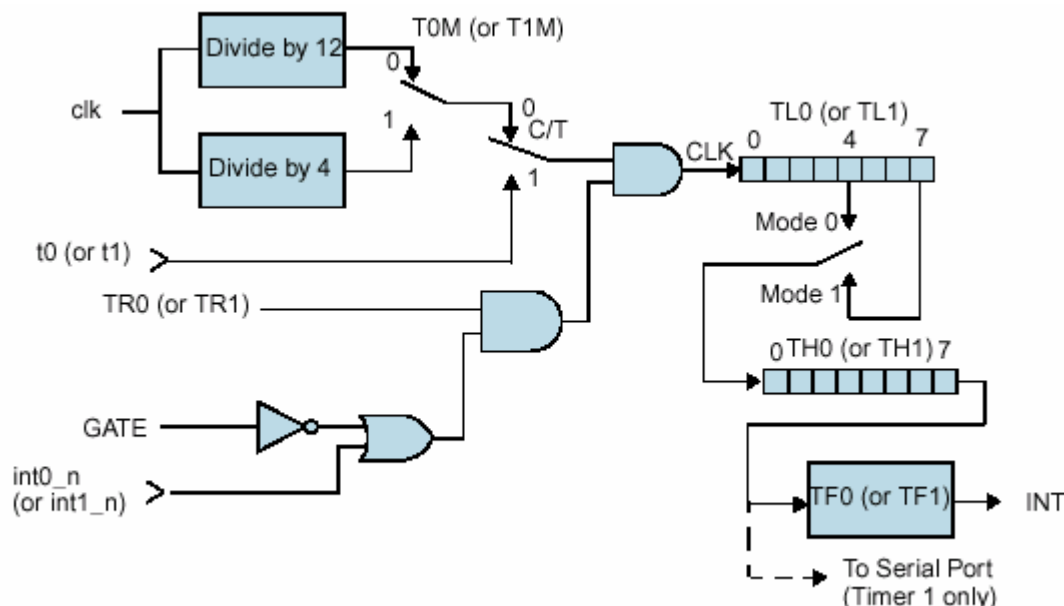 T0M (or T1M)
Divide by 12
0
clk
1
Divide by 4
0
C/T
1
CLK
TL0 (or TL1)
0 4 7
t0 (or t1)
Mode 0
Mode 1
TR0 (or TR1)
0 TH0 (or TH1) 7
GATE
int0_n
(or int1_n)
TF0 (or TF1)
INT
To Serial Port
(Timer 1 only)